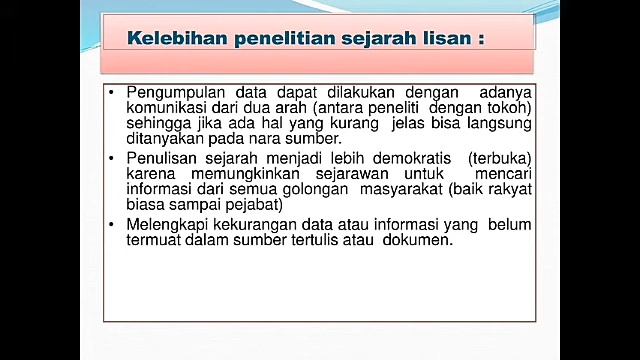 Kelebihan penelitian sejarah lisan :
• Pengumpulan data dapat dilakukan dengan adanya
komunikasi dari dua arah (antara peneliti dengan tokoh)
sehingga jika ada hal yang kurang jelas bisa langsung
ditanyakan pada nara sumber.
• Penulisan sejarah menjadi lebih demokratis (terbuka)
karena memungkinkan sejarawan untuk mencari
informasi dari semua golongan masyarakat (baik rakyat
biasa sampai pejabat)
• Melengkapi kekurangan data atau informasi yang belum
termuat dalam sumber tertulis atau dokumen.